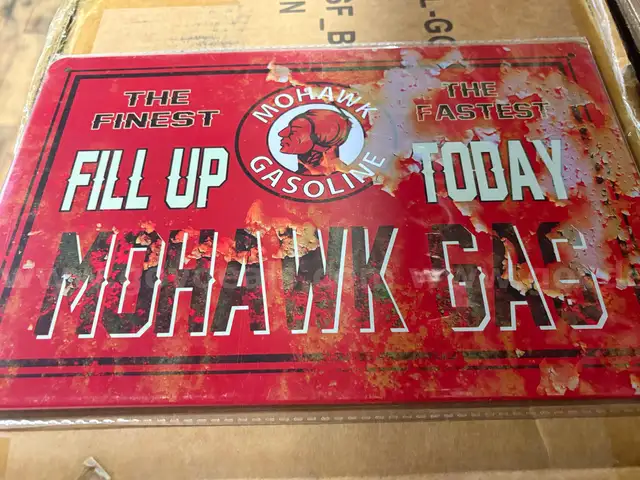 THE FINEST
MOHAWK GASOLINE
THE FASTEST
FILL UP TODAY
MOHAWK GAS